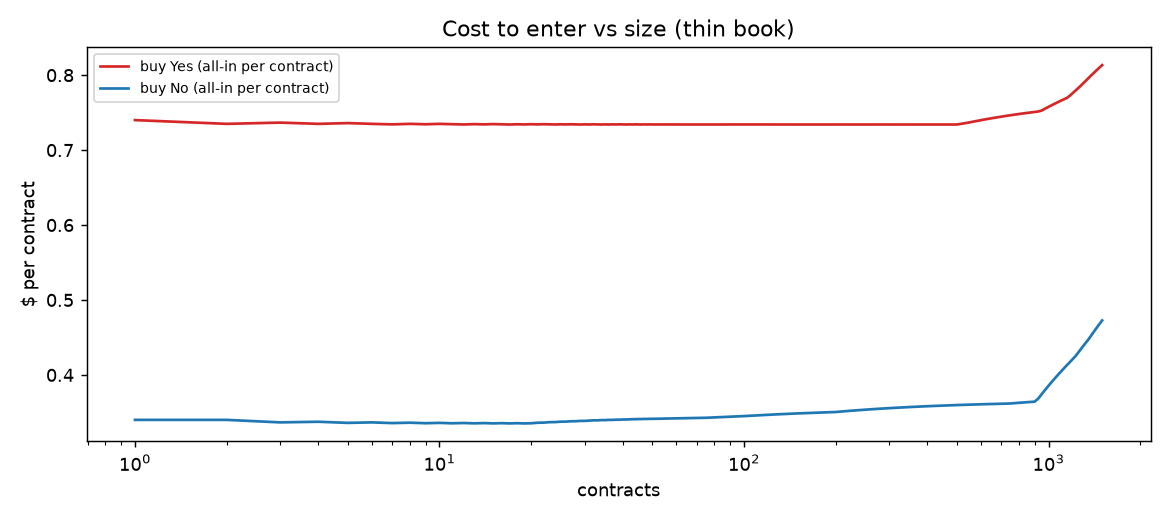 Cost to enter vs size (thin book)
buy Yes (all-in per contract)
buy No (all-in per contract)
$ per contract
0.8
0.7
0.6
0.5
0.4
10⁰
10¹
10²
10³
contracts